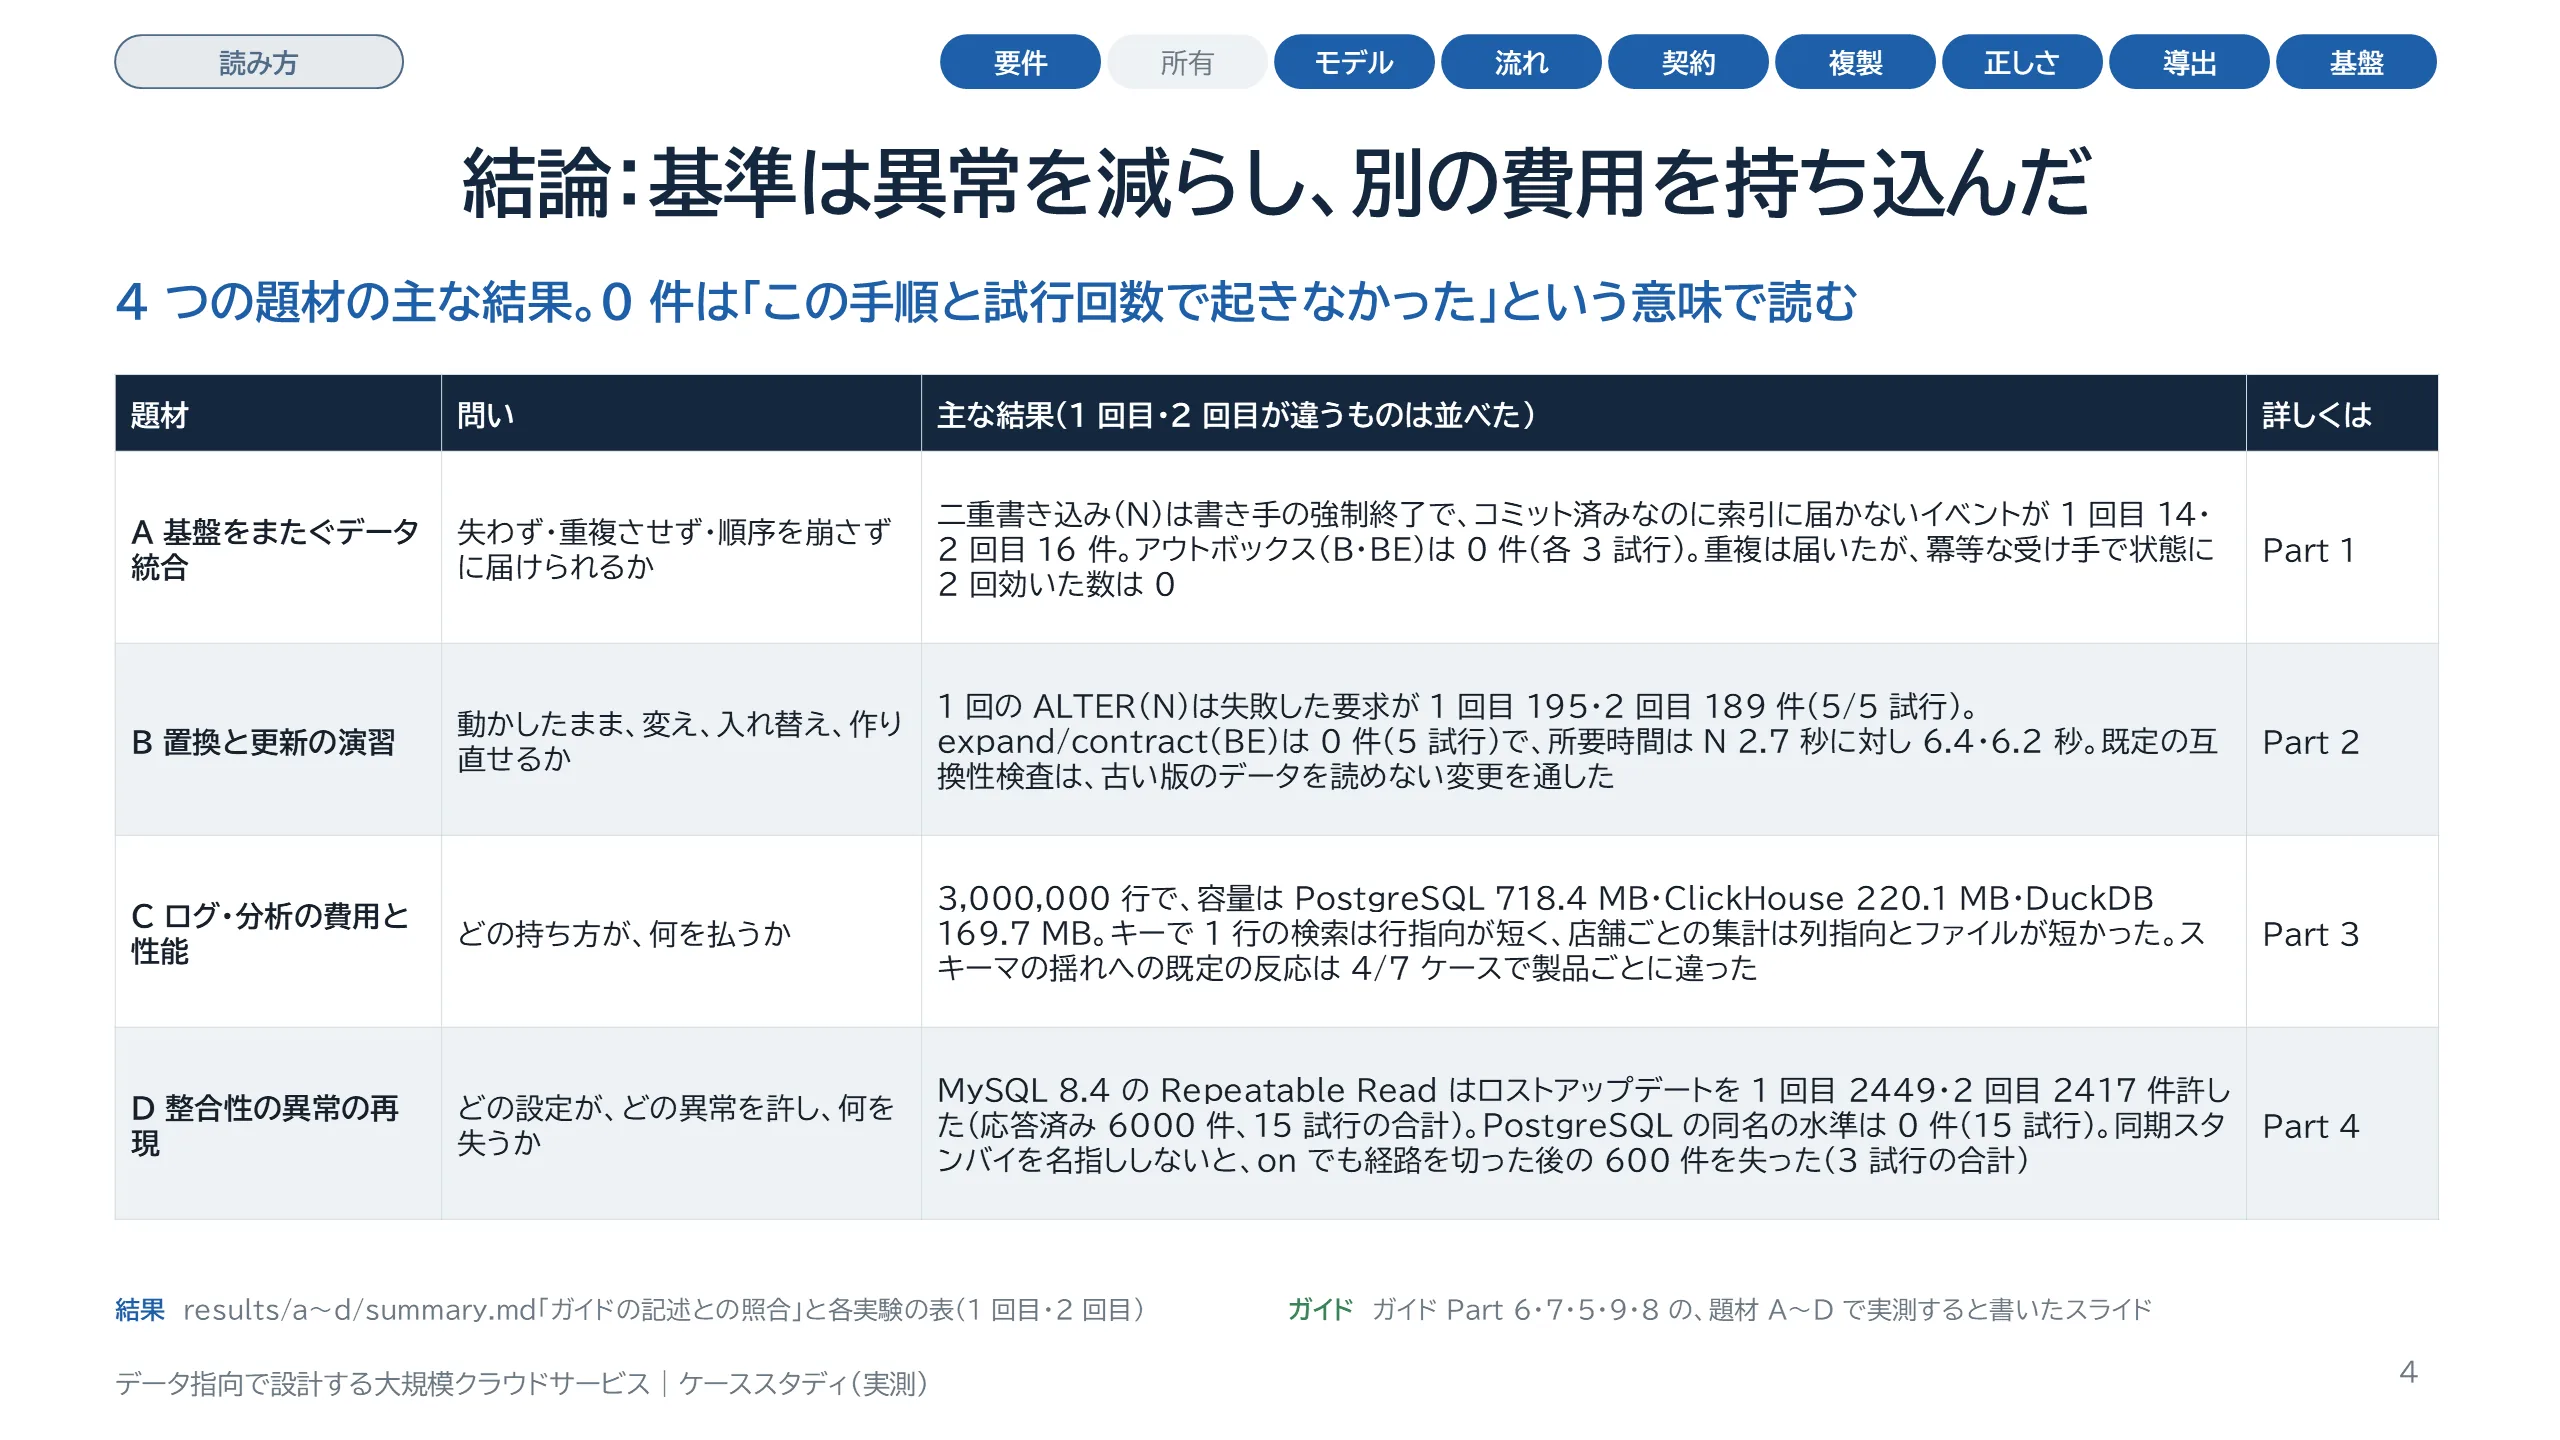 読み方
要件
所有
モデル
流れ
契約
複製
正しさ
導出
基盤
結論：基準は異常を減らし、別の費用を持ち込んだ
4 つの題材の主な結果。0 件は「この手順と試行回数で起きなかった」という意味で読む
題材
問い
主な結果（1 回目・2 回目が違うものは並べた）
詳しくは
A 基盤をまたぐデータ
統合
失わず・重複させず・順序を崩さず
に届けられるか
二重書き込み（N）は書き手の強制終了で、コミット済みなのに索引に届かないイベントが 1 回目 14・
2 回目 16 件。アウトボックス（B・BE）は 0 件（各 3 試行）。重複は届いたが、冪等な受け手で状態に
2 回効いた数は 0
Part 1
B 置換と更新の演習
動かしたまま、変え、入れ替え、作り
直せるか
1 回の ALTER（N）は失敗した要求が 1 回目 195・2 回目 189 件（5/5 試行）。
expand/contract（BE）は 0 件（5 試行）で、所要時間は N 2.7 秒に対し 6.4・6.2 秒。既定の互
換性検査は、古い版のデータを読めない変更を通した
Part 2
C ログ・分析の費用と
性能
どの持ち方が、何を払うか
3,000,000 行で、容量は PostgreSQL 718.4 MB・ClickHouse 220.1 MB・DuckDB
169.7 MB。キーで 1 行の検索は行指向が短く、店舗ごとの集計は列指向とファイルが短かった。ス
キーマの揺れへの既定の反応は 4/7 ケースで製品ごとに違った
Part 3
D 整合性の異常の再
現
どの設定が、どの異常を許し、何を
失うか
MySQL 8.4 の Repeatable Read はロストアップデートを 1 回目 2449・2 回目 2417 件許し
た（応答済み 6000 件、15 試行の合計）。PostgreSQL の同名の水準は 0 件（15 試行）。同期スタ
ンバイを名指ししないと、on でも経路を切った後の 600 件を失った（3 試行の合計）
Part 4
結果 results/a～d/summary.md「ガイドの記述との照合」と各実験の表（1 回目・2 回目）
ガイド ガイド Part 6・7・5・9・8 の、題材 A～D で実測すると書いたスライド
データ指向で設計する大規模クラウドサービス｜ケーススタディ（実測）
4